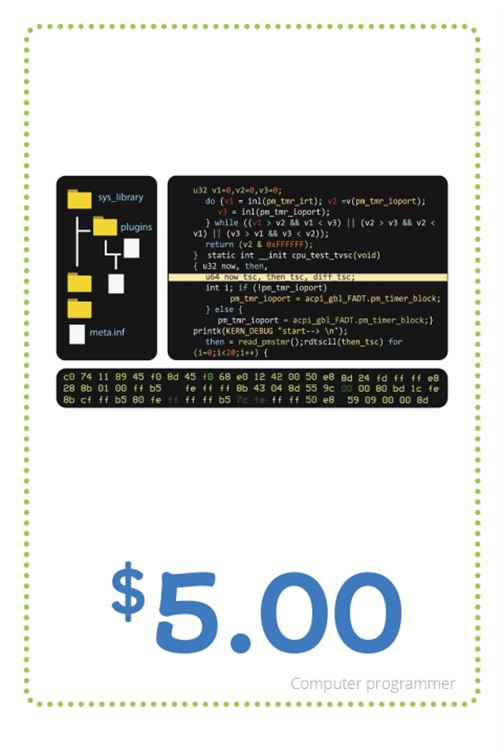 sys_library
plugins
meta.inf
u32 v1=0,v2=0,v3=0;
do {v1 = inl(pm_tmr_irt); v2 =v(pm_tmr_ioport);
v3 = inl(pm_tmr_ioport);
} while ((v1 > v2 && v1 < v3) || (v2 > v3 && v2 <
v1) || (v3 > v1 && v3 < v2));
return (v2 & 0xFFFFFF);
} static int __init cpu_test_tvsc(void)
{ u32 now, then,
u64 now_tsc, then_tsc, diff_tsc;
int i; if (!pm_tmr_ioport)
pm_tmr_ioport = acpi_gbl_FADT.pm_timer_block;
} else {
pm_tmr_ioport = acpi_gbl_FADT.pm_timer_block;}
printk(KERN_DEBUG "start--> \n");
then = read_pmstmr();rdtscll(then_tsc) for
(i=0;i<20;i++) {
c0 74 11 89 45 f0 8d 45 f0 68 e0 12 42 00 50 e8 8d 24 fd ff ff e8
28 8b 01 00 ff b5 fe ff ff ff 8b 43 04 8d 55 9c 00 00 80 bd 1c fe
8b cf ff b5 80 fe ff ff ff ff b5 7c fe ff ff 50 e8 59 09 00 00 8d
$5.00
Computer programmer